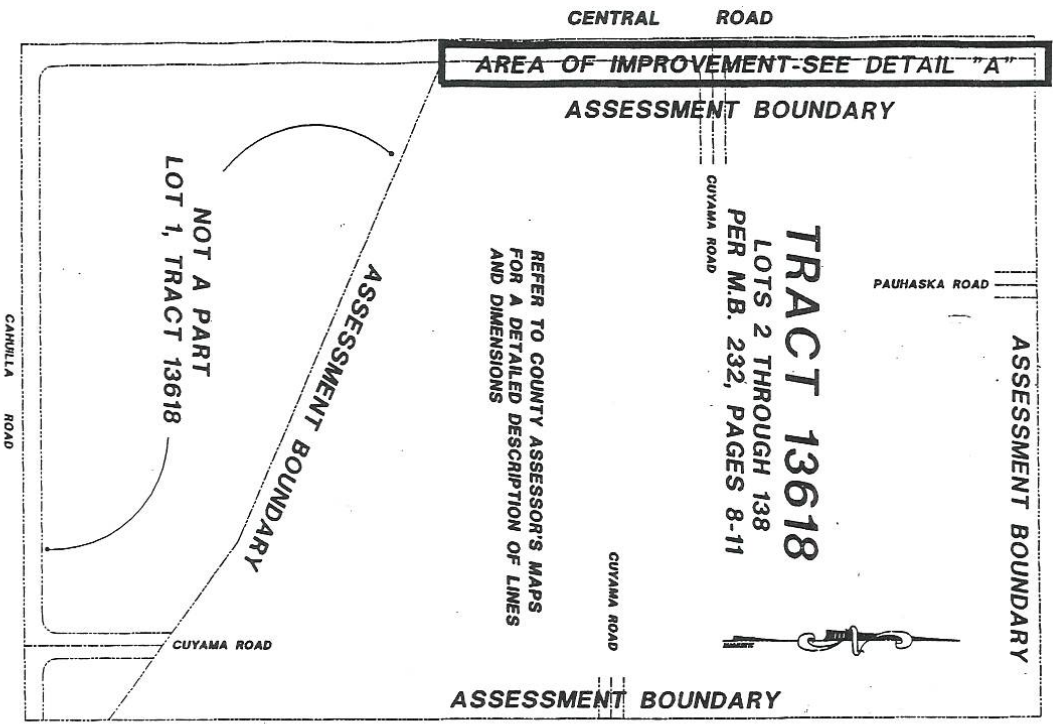 CENTRAL ROAD
AREA OF IMPROVEMENT-SEE DETAIL "A"
ASSESSMENT BOUNDARY
CUYAMA ROAD
TRACT 13618
LOTS 2 THROUGH 138
PER M.B. 232, PAGES 8-11
PAUHASKA ROAD
ASSESSMENT BOUNDARY
NOT A PART
LOT 1, TRACT 13618
ASSESSMENT BOUNDARY
REFER TO COUNTY ASSESSOR'S MAPS
FOR A DETAILED DESCRIPTION OF LINES
AND DIMENSIONS
CAHUILLA ROAD
CUYAMA ROAD
CUYAMA ROAD
ASSESSMENT BOUNDARY